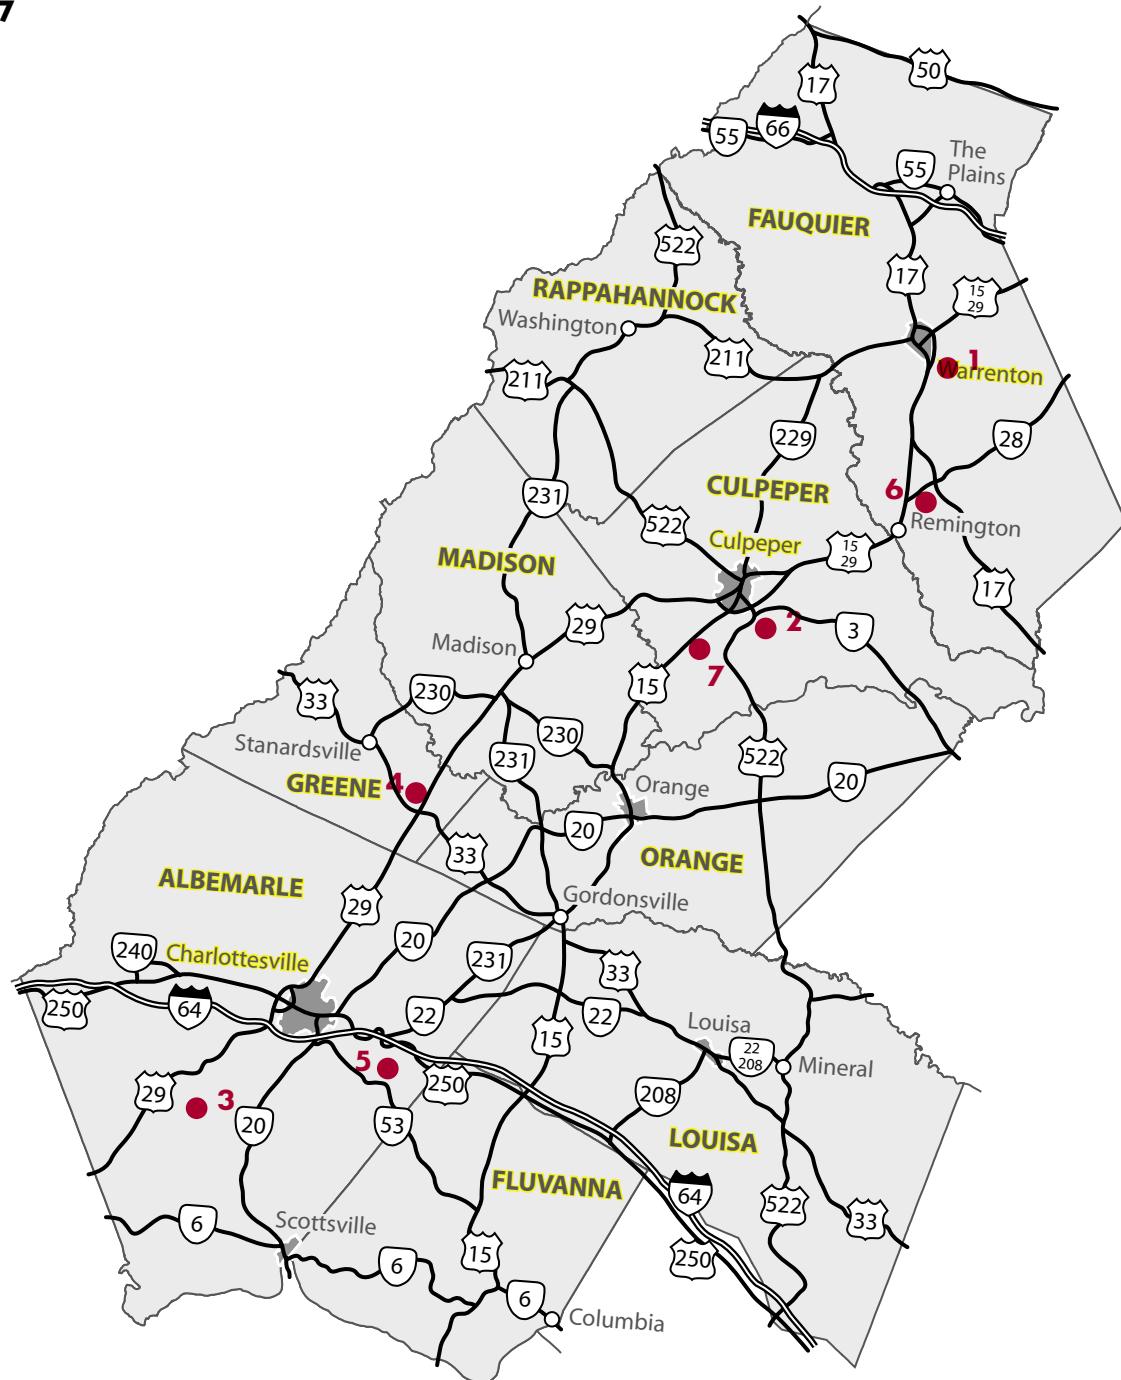 7
50
17
66
55
55
The
Plains
FAUQUIER
522
17
15
29
RAPPAHANNOCK
Washington
211
211
1
Warrenton
229
28
231
CULPEPER
6
522
Remington
Culpeper
15
29
MADISON
17
29
2
3
Madison
7
15
33
230
230
Stanardsville
231
522
GREENE
4
Orange
20
20
33
ORANGE
ALBEMARLE
29
Gordonsville
20
240
Charlottesville
231
33
250
64
22
22
Louisa
15
22
208
Mineral
5
250
29
3
208
20
53
LOUISA
FLUVANNA
64
522
6
Scottsville
33
15
250
6
6
Columbia